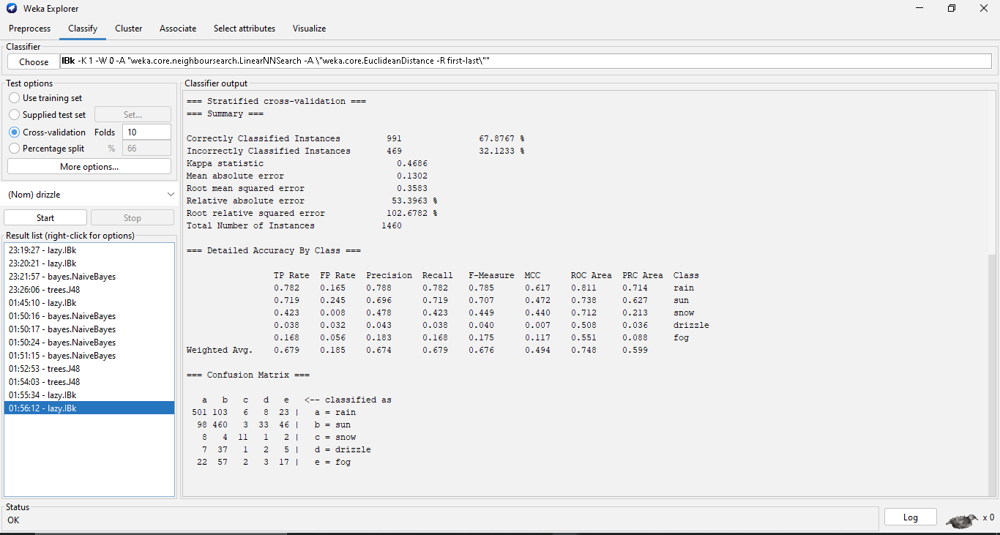 Weka Explorer
Preprocess Classify Cluster Associate Select attributes Visualize
Classifier
Choose IBk -K 1 -W 0 -A "weka.core.neighboursearch.LinearNNSearch -A \"weka.core.EuclideanDistance -R first-last\""
Test options
Use training set
Supplied test set Set...
Cross-validation Folds 10
Percentage split % 66
More options...
(Nom) drizzle
Start Stop
Result list (right-click for options)
23:19:27 - lazy.IBk
23:20:21 - lazy.IBk
23:21:57 - bayes.NaiveBayes
23:26:06 - trees.J48
01:45:10 - lazy.IBk
01:50:16 - bayes.NaiveBayes
01:50:17 - bayes.NaiveBayes
01:50:24 - bayes.NaiveBayes
01:51:15 - bayes.NaiveBayes
01:52:53 - trees.J48
01:54:03 - trees.J48
01:55:34 - lazy.IBk
01:56:12 - lazy.IBk
Classifier output
=== Stratified cross-validation ===
=== Summary ===
Correctly Classified Instances 991 67.8767 %
Incorrectly Classified Instances 469 32.1233 %
Kappa statistic 0.4686
Mean absolute error 0.1302
Root mean squared error 0.3583
Relative absolute error 53.3963 %
Root relative squared error 102.6782 %
Total Number of Instances 1460
=== Detailed Accuracy By Class ===
TP Rate FP Rate Precision Recall F-Measure MCC ROC Area PRC Area Class
0.782 0.165 0.788 0.782 0.785 0.617 0.811 0.714 rain
0.719 0.245 0.696 0.719 0.707 0.472 0.738 0.627 sun
0.423 0.008 0.478 0.423 0.449 0.440 0.712 0.213 snow
0.038 0.032 0.043 0.038 0.040 0.007 0.508 0.036 drizzle
0.168 0.056 0.183 0.168 0.175 0.117 0.551 0.088 fog
Weighted Avg. 0.679 0.185 0.674 0.679 0.676 0.494 0.748 0.599
=== Confusion Matrix ===
a b c d e <-- classified as
501 103 6 8 23 | a = rain
98 460 3 33 46 | b = sun
8 4 11 1 2 | c = snow
7 37 1 2 5 | d = drizzle
22 57 2 3 17 | e = fog
Status
OK
Log x 0